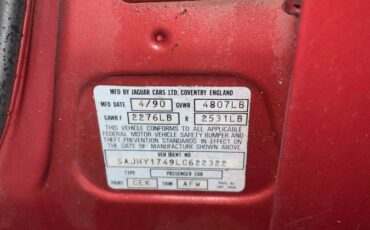 MFD BY JAGUAR CARS LTD, COVENTRY ENGLAND
MFD DATE 4/90 GVWR 4807LB
GAWR F 2276LB R 2531LB
THIS VEHICLE CONFORMS TO ALL APPLICABLE
FEDERAL MOTOR VEHICLE SAFETY BUMPER AND
THEFT PREVENTION STANDARDS IN EFFECT ON THE
DATE OF MANUFACTURE SHOWN ABOVE
VEH IDENT NO
SAJHY1749LC622322
TYPE PASSENGER CAR
PAINT CEK TRIM AFW